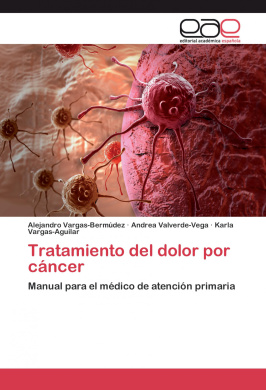 eae
editorial académica española
Alejandro Vargas-Bermúdez · Andrea Valverde-Vega · Karla
Vargas-Aguilar
Tratamiento del dolor por
cáncer
Manual para el médico de atención primaria